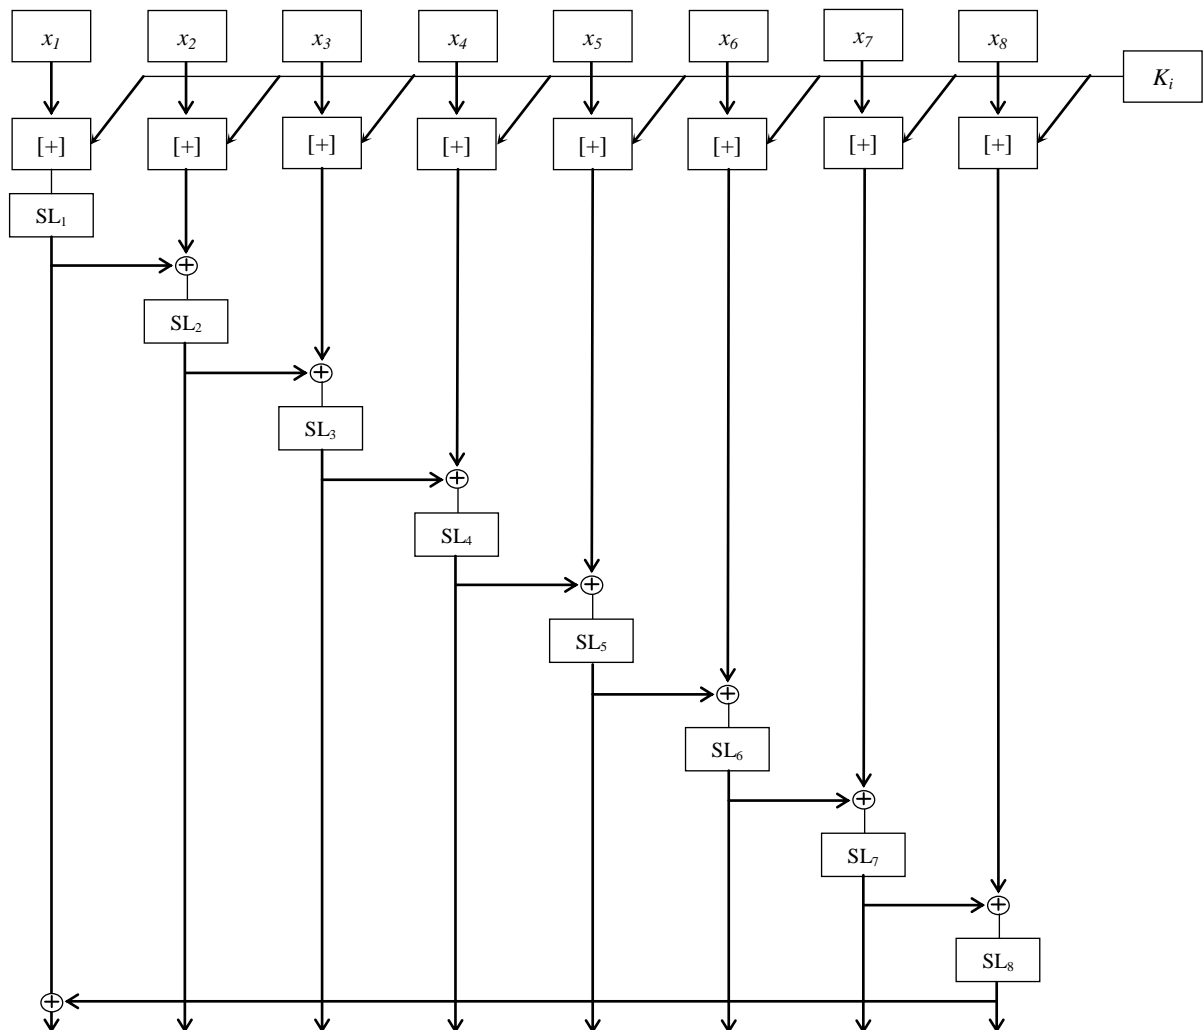 x₁ x₂ x₃ x₄ x₅ x₆ x₇ x₈
Kᵢ
[+] [+] [+] [+] [+] [+] [+] [+]
SL₁
+
SL₂
+
SL₃
+
SL₄
+
SL₅
+
SL₆
+
SL₇
+
SL₈
+